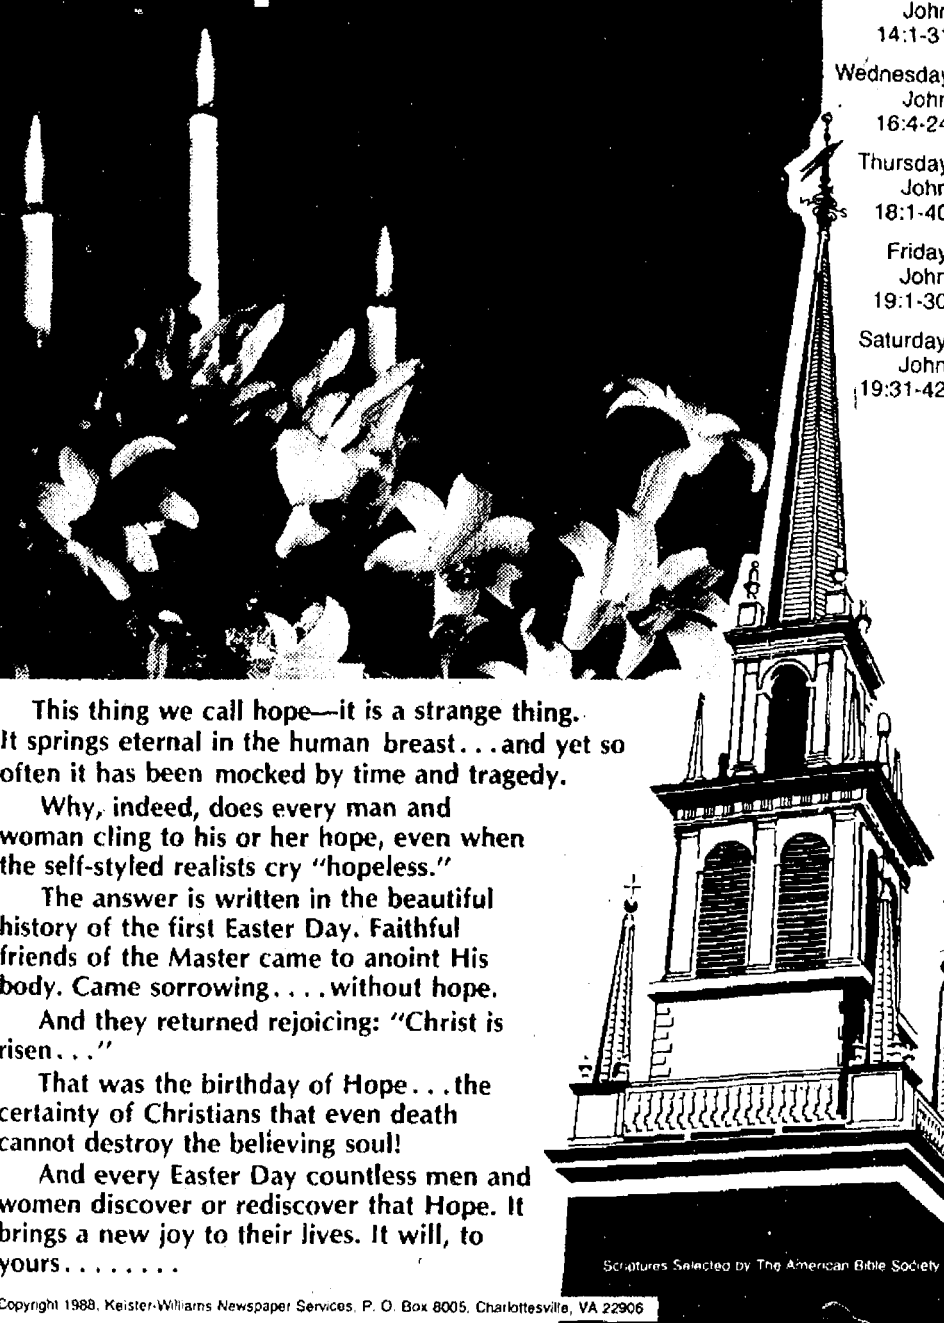 John
14:1-31
Wednesday
John
16:4-24
Thursday
John
18:1-40
Friday
John
19:1-30
Saturday
John
19:31-42
This thing we call hope—it is a strange thing.
It springs eternal in the human breast...and yet so
often it has been mocked by time and tragedy.
Why, indeed, does every man and
woman cling to his or her hope, even when
the self-styled realists cry "hopeless."
The answer is written in the beautiful
history of the first Easter Day. Faithful
friends of the Master came to anoint His
body. Came sorrowing....without hope.
And they returned rejoicing: "Christ is
risen..."
That was the birthday of Hope...the
certainty of Christians that even death
cannot destroy the believing soul!
And every Easter Day countless men and
women discover or rediscover that Hope. It
brings a new joy to their lives. It will, to
yours........
Scriptures Selected by The American Bible Society
Copyright 1988, Keister-Williams Newspaper Services, P. O. Box 8005, Charlottesville, VA 22906